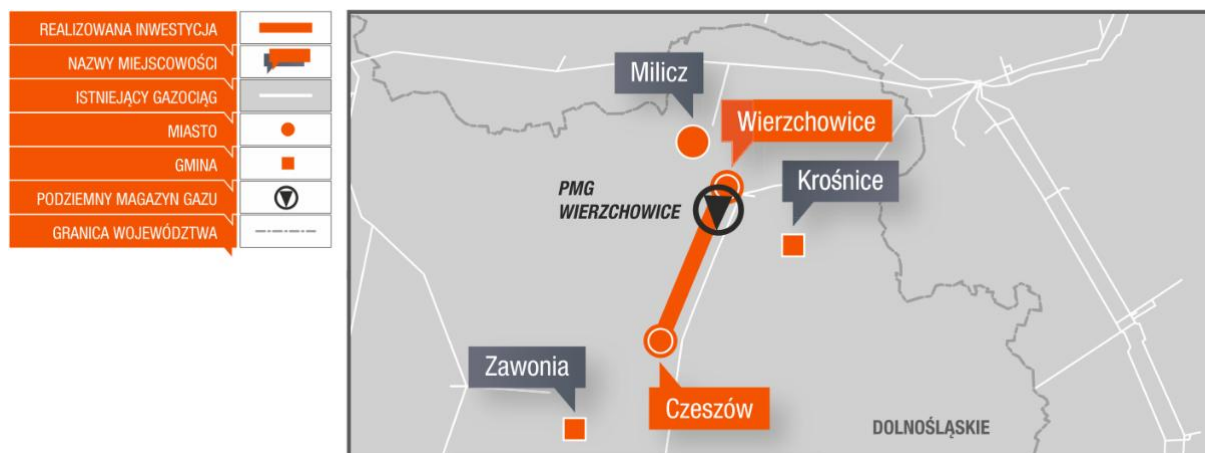 REALIZOWANA INWESTYCJA
NAZWY MIEJSCOWOŚCI
ISTNIEJĄCY GAZOCIĄG
MIASTO
GMINA
PODZIEMNY MAGAZYN GAZU
GRANICA WOJEWÓDZTWA
Milicz
Wierzchowice
Krośnice
PMG
WIERZCHOWICE
Zawonia
Czeszów
DOLNOŚLĄSKIE